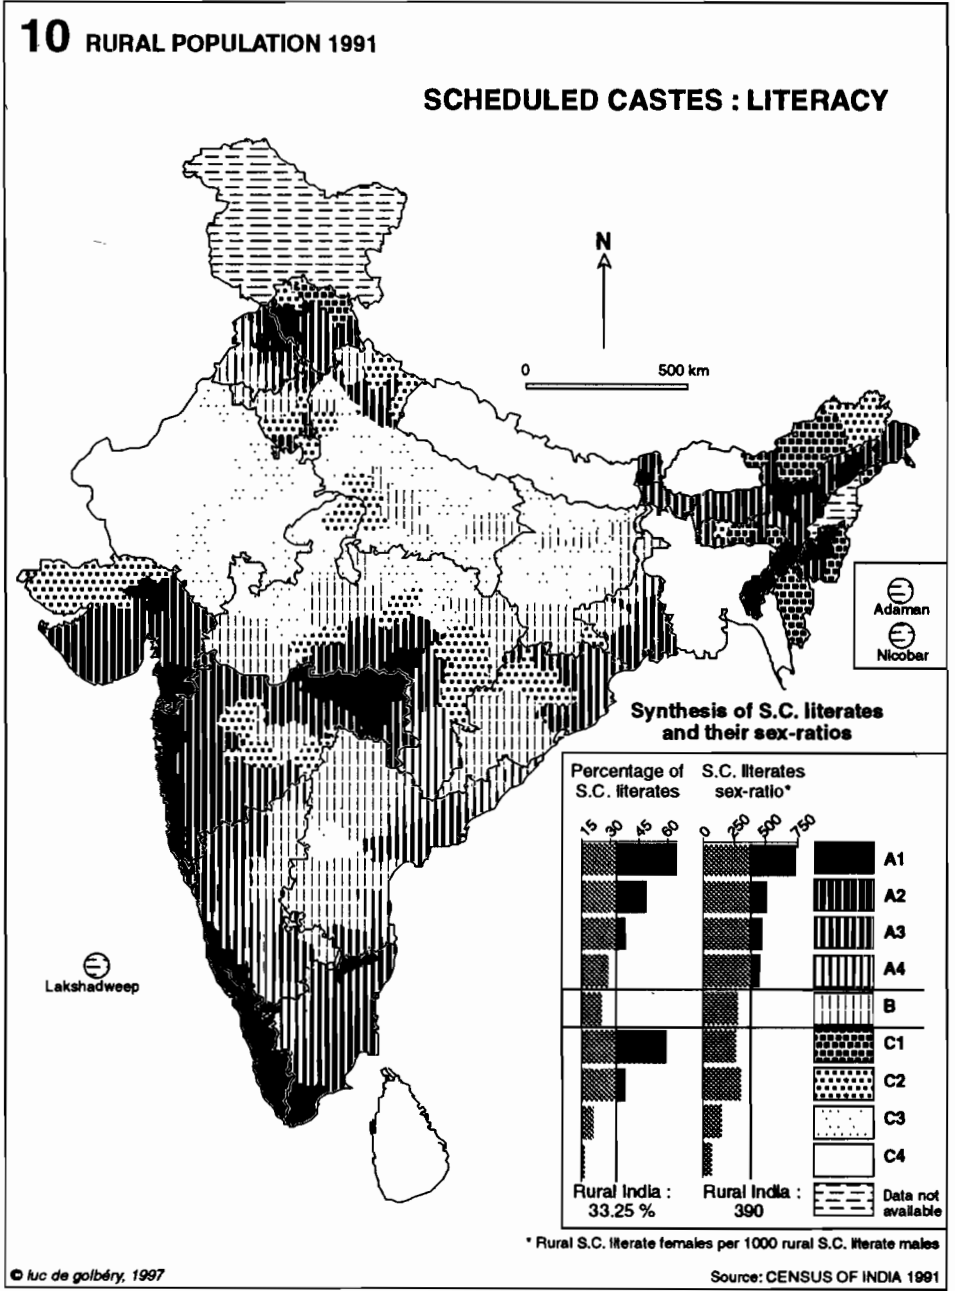 10 RURAL POPULATION 1991
SCHEDULED CASTES : LITERACY
N
0 500 km
Adaman
Nicobar
Lakshadweep
Synthesis of S.C. literates
and their sex-ratios
Percentage of
S.C. literates
S.C. literates
sex-ratio*
15 30 45 60
0 250 500 750
A1
A2
A3
A4
B
C1
C2
C3
C4
Data not
available
Rural India :
33.25 %
Rural India :
390
* Rural S.C. literate females per 1000 rural S.C. literate males
© luc de golbéry, 1997
Source: CENSUS OF INDIA 1991